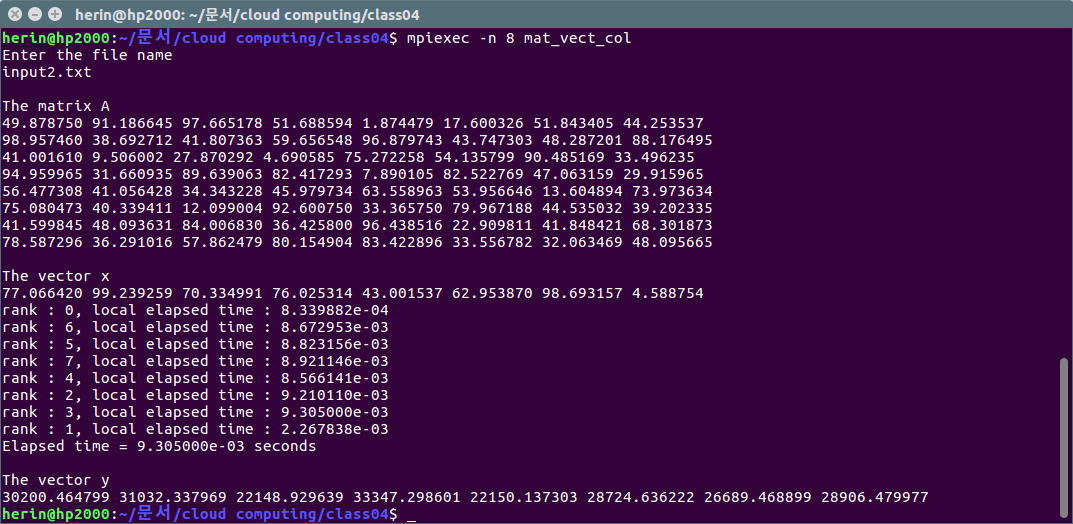 herin@hp2000: ~/문서/cloud computing/class04
herin@hp2000:~/문서/cloud computing/class04$ mpiexec -n 8 mat_vect_col
Enter the file name
input2.txt
The matrix A
49.878750 91.186645 97.665178 51.688594 1.874479 17.600326 51.843405 44.253537
98.957460 38.692712 41.807363 59.656548 96.879743 43.747303 48.287201 88.176495
41.001610 9.506002 27.870292 4.690585 75.272258 54.135799 90.485169 33.496235
94.959965 31.660935 89.639063 82.417293 7.890105 82.522769 47.063159 29.915965
56.477308 41.056428 34.343228 45.979734 63.558963 53.956646 13.604894 73.973634
75.080473 40.339411 12.099004 92.600750 33.365750 79.967188 44.535032 39.202335
41.599845 48.093631 84.006830 36.425800 96.438516 22.909811 41.848421 68.301873
78.587296 36.291016 57.862479 80.154904 83.422896 33.556782 32.063469 48.095665
The vector x
77.066420 99.239259 70.334991 76.025314 43.001537 62.953870 98.693157 4.588754
rank : 0, local elapsed time : 8.339882e-04
rank : 6, local elapsed time : 8.672953e-03
rank : 5, local elapsed time : 8.823156e-03
rank : 7, local elapsed time : 8.921146e-03
rank : 4, local elapsed time : 8.566141e-03
rank : 2, local elapsed time : 9.210110e-03
rank : 3, local elapsed time : 9.305000e-03
rank : 1, local elapsed time : 2.267838e-03
Elapsed time = 9.305000e-03 seconds
The vector y
30200.464799 31032.337969 22148.929639 33347.298601 22150.137303 28724.636222 26689.468899 28906.479977
herin@hp2000:~/문서/cloud computing/class04$ _